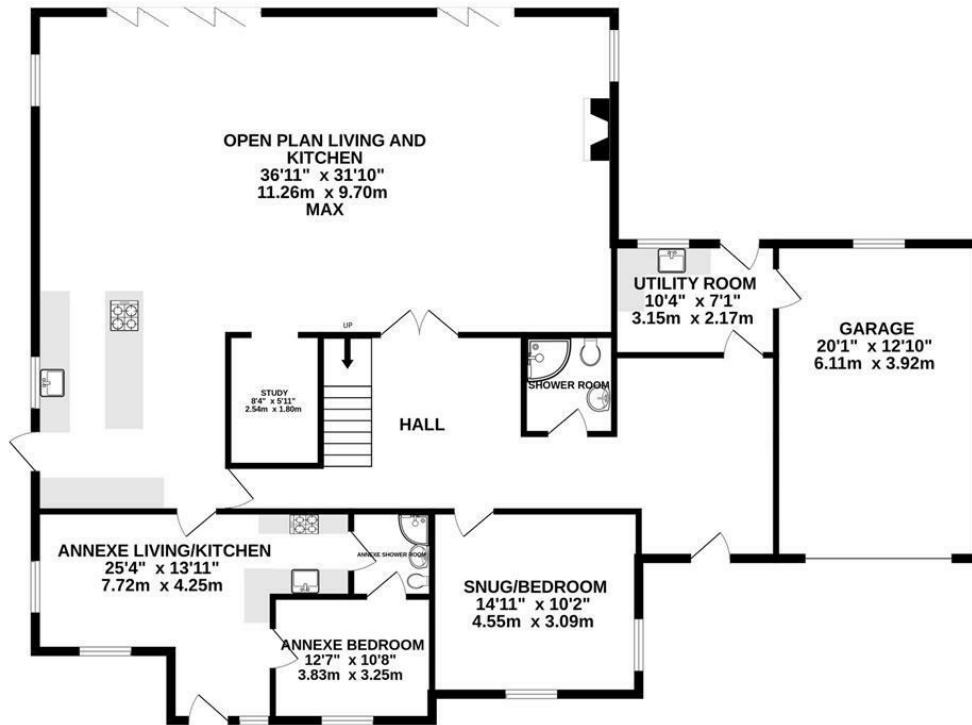 OPEN PLAN LIVING AND
KITCHEN
36'11" x 31'10"
11.26m x 9.70m
MAX
UTILITY ROOM
10'4" x 7'1"
3.15m x 2.17m
GARAGE
20'1" x 12'10"
6.11m x 3.92m
UP
STUDY
8'4" x 5'11"
2.54m x 1.80m
HALL
SHOWER ROOM
ANNEXE LIVING/KITCHEN
25'4" x 13'11"
7.72m x 4.25m
ANNEXE SHOWER ROOM
SNUG/BEDROOM
14'11" x 10'2"
4.55m x 3.09m
ANNEXE BEDROOM
12'7" x 10'8"
3.83m x 3.25m